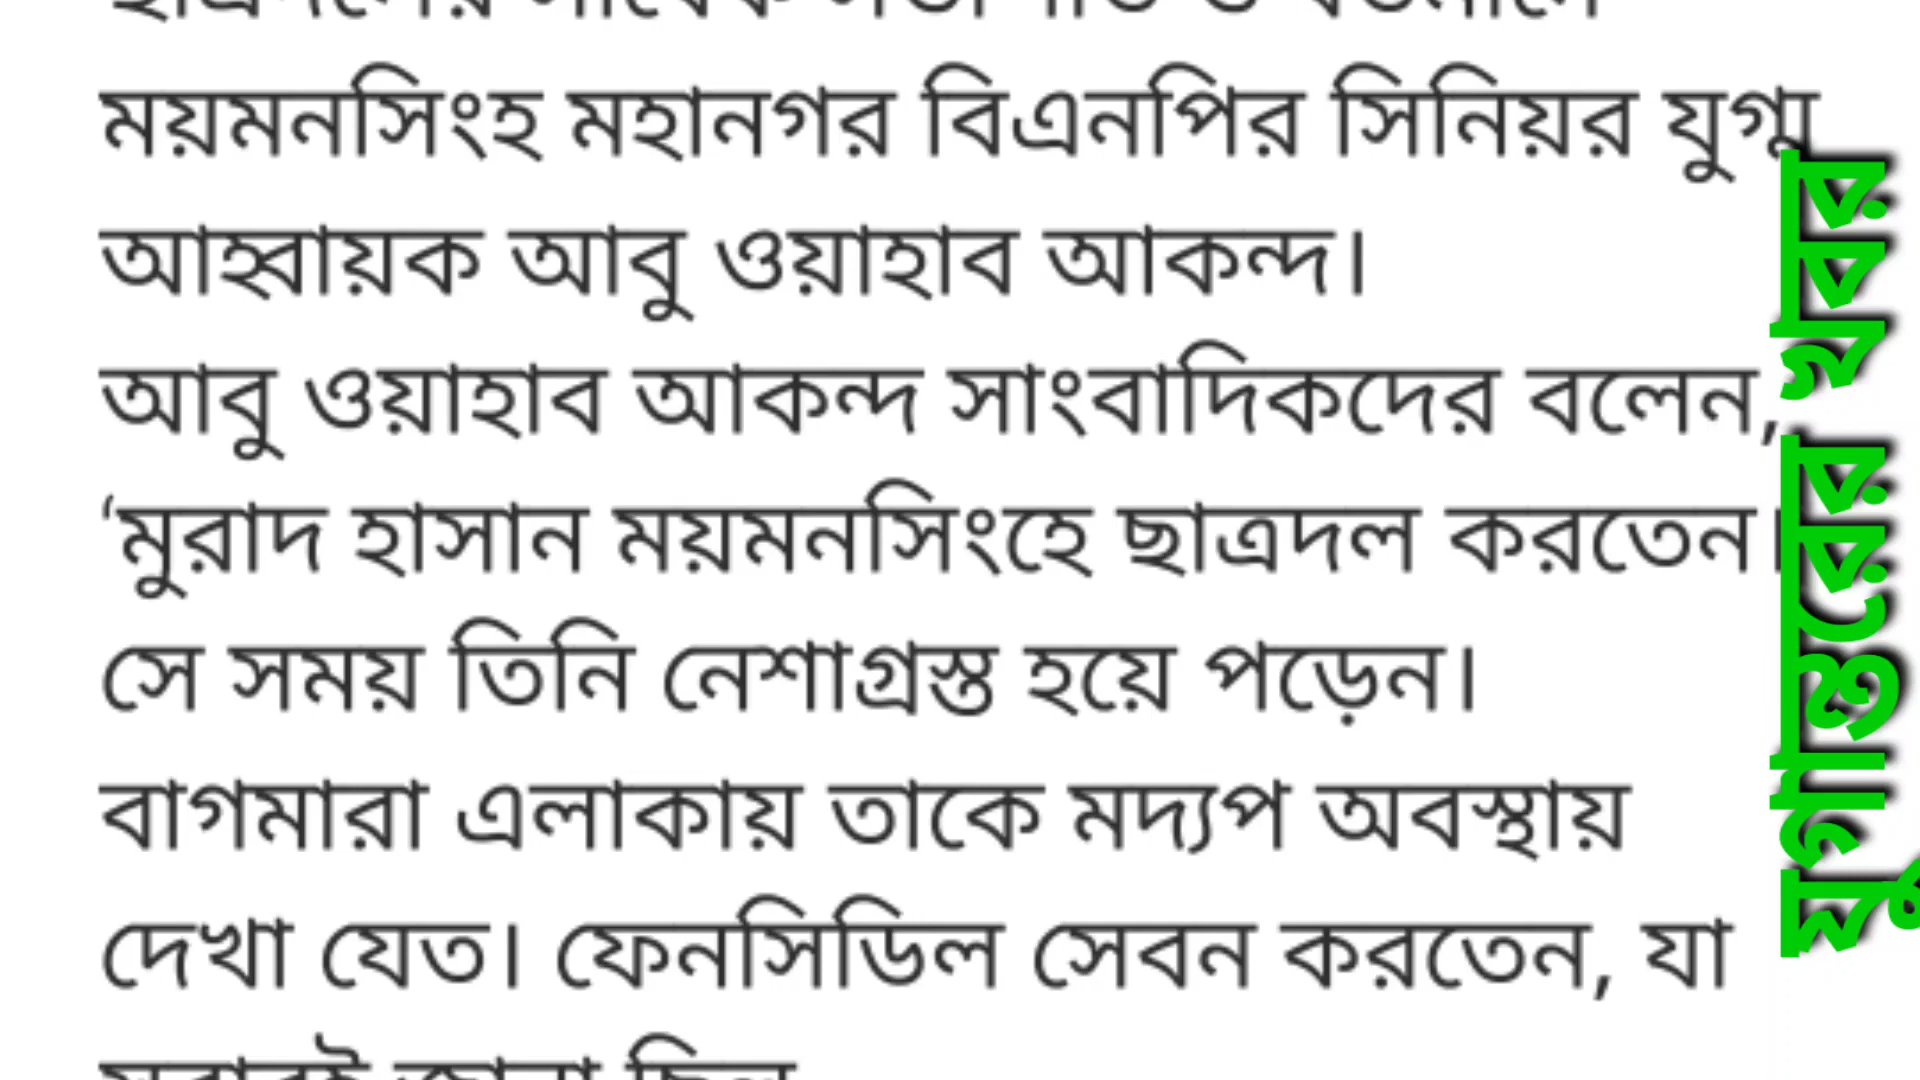 ময়মনসিংহ মহানগর বিএনপির সিনিয়র যুগ্ম
আহ্বায়ক আবু ওয়াহাব আকন্দ।
আবু ওয়াহাব আকন্দ সাংবাদিকদের বলেন,
‘মুরাদ হাসান ময়মনসিংহে ছাত্রদল করতেন।
সে সময় তিনি নেশাগ্রস্ত হয়ে পড়েন।
বাগমারা এলাকায় তাকে মদ্যপ অবস্থায়
দেখা যেত। ফেনসিডিল সেবন করতেন, যা
যুগান্তরের খবর